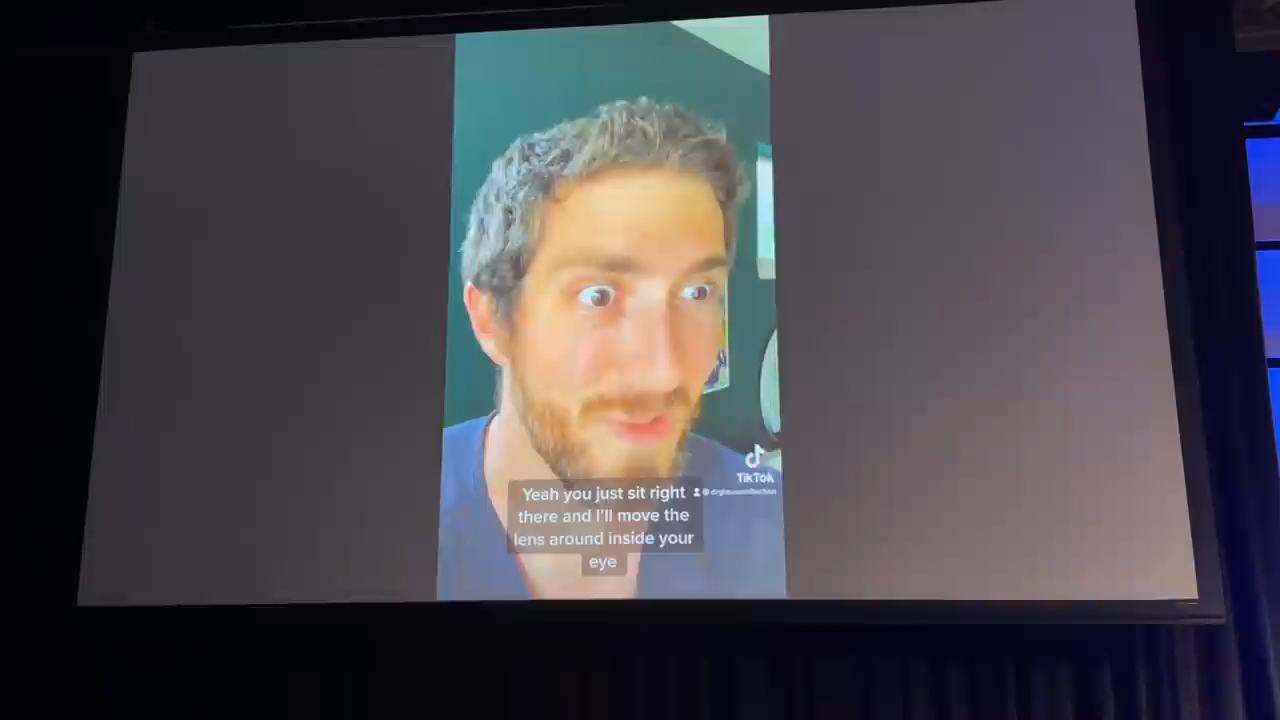 TikTok
Yeah you just sit right
there and I'll move the
lens around inside your
eye